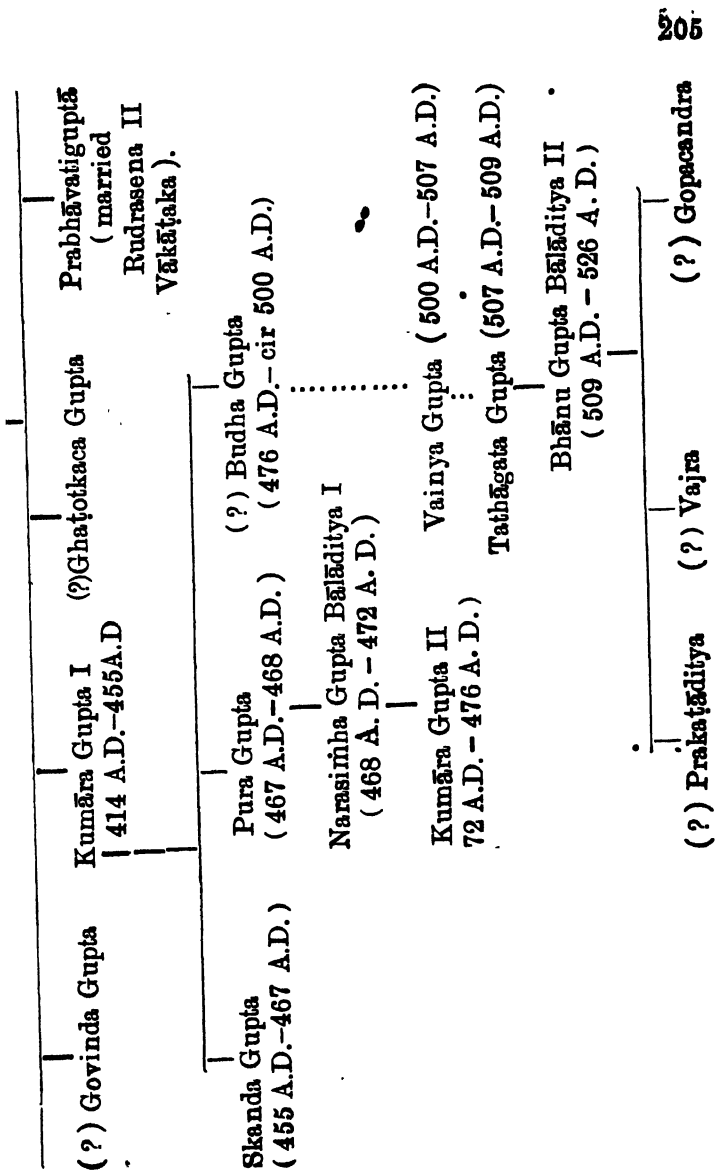 205
(?) Govinda Gupta
Kumāra Gupta I
414 A.D.–455A.D
(?)Ghaṭotkaca Gupta
Prabhāvatiguptā
( married
Rudrasena II
Vākāṭaka ).
Skanda Gupta
( 455 A.D.–467 A.D. )
Pura Gupta
( 467 A.D.–468 A.D. )
(?) Budha Gupta
( 476 A.D.–cir 500 A.D.)
Narasiṁha Gupta Bālāditya I
( 468 A. D. – 472 A. D. )
Kumāra Gupta II
72 A.D. – 476 A. D. )
Vainya Gupta ( 500 A.D.–507 A.D.)
Tathāgata Gupta (507 A.D.–509 A.D.)
Bhānu Gupta Bālāditya II
( 509 A.D. – 526 A. D. )
(?) Prakaṭāditya
(?) Vajra
(?) Gopacandra